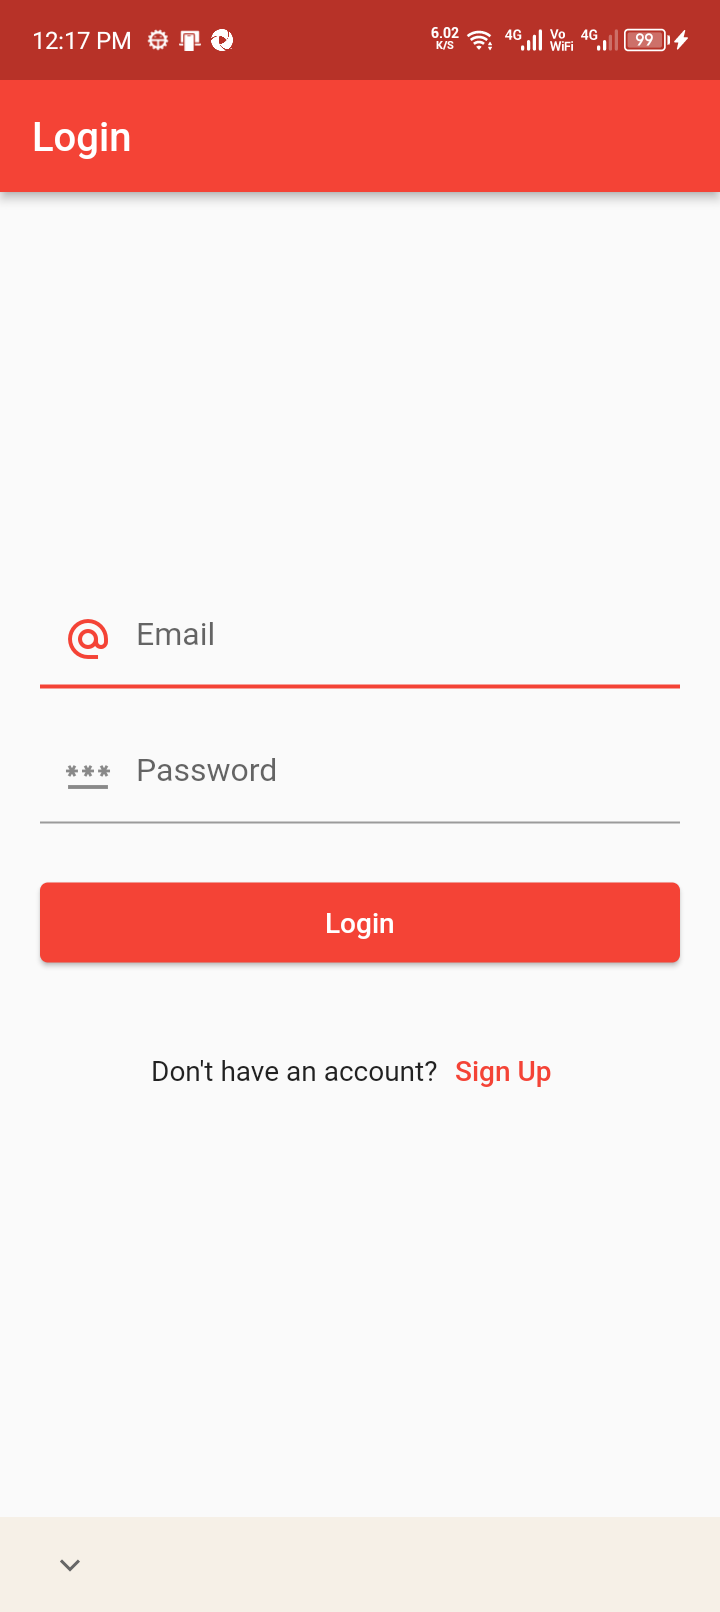 12:17 PM 6.02 K/S 4G Vo WiFi 4G 99
Login
Email
*** Password
Login
Don't have an account? Sign Up